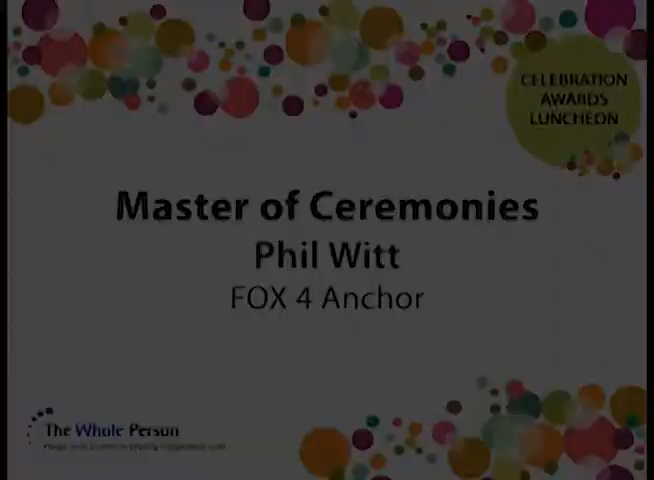 CELEBRATION
AWARDS
LUNCHEON
Master of Ceremonies
Phil Witt
FOX 4 Anchor
The Whole Person